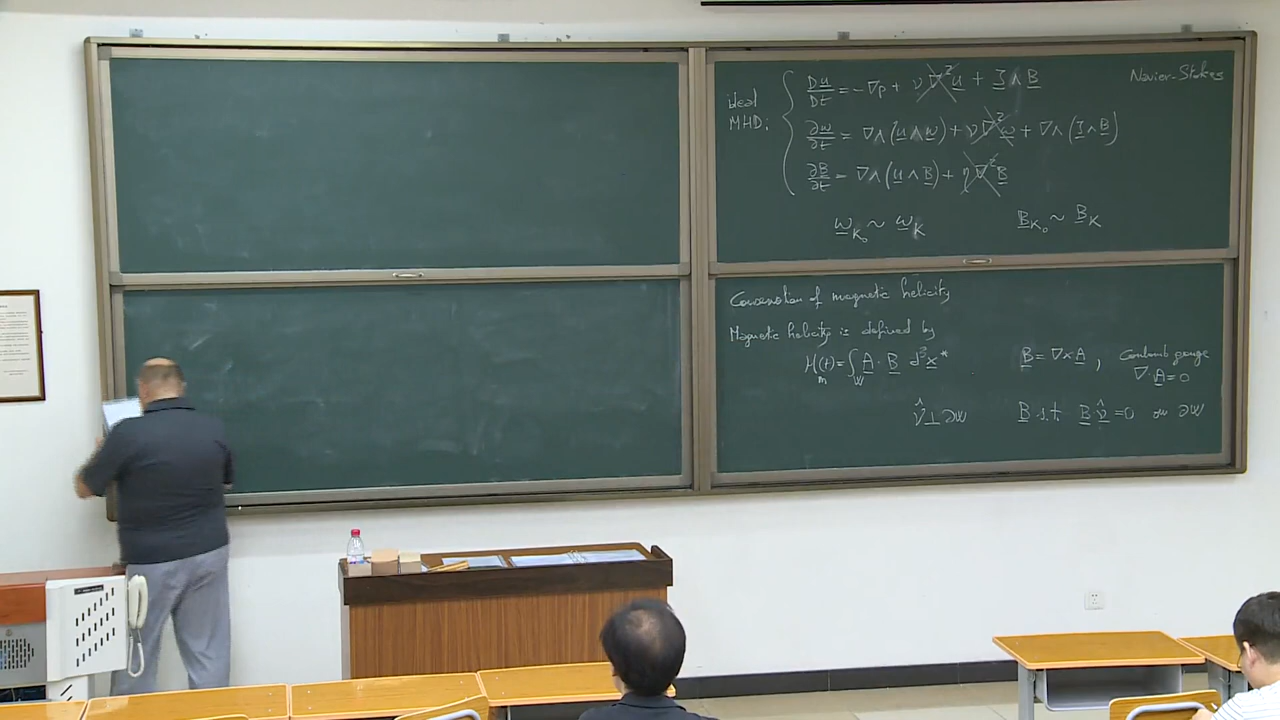 Navier-Stokes
ideal MHD:
Du/Dt = -∇p + ν∇²u + J∧B
∂ω/∂t = ∇∧(u∧ω) + ν∇²ω + ∇∧(J∧B)
∂B/∂t = ∇∧(u∧B) + η∇²B
ω_K₀ ~ ω_K B_K₀ ~ B_K
Conservation of magnetic helicity
Magnetic helicity is defined by
H_m(t) = ∫_W A · B d³x* B = ∇×A, Coulomb gauge
∇·A = 0
ν̂ ⊥ ∂W B s.t. B·ν̂ = 0 on ∂W